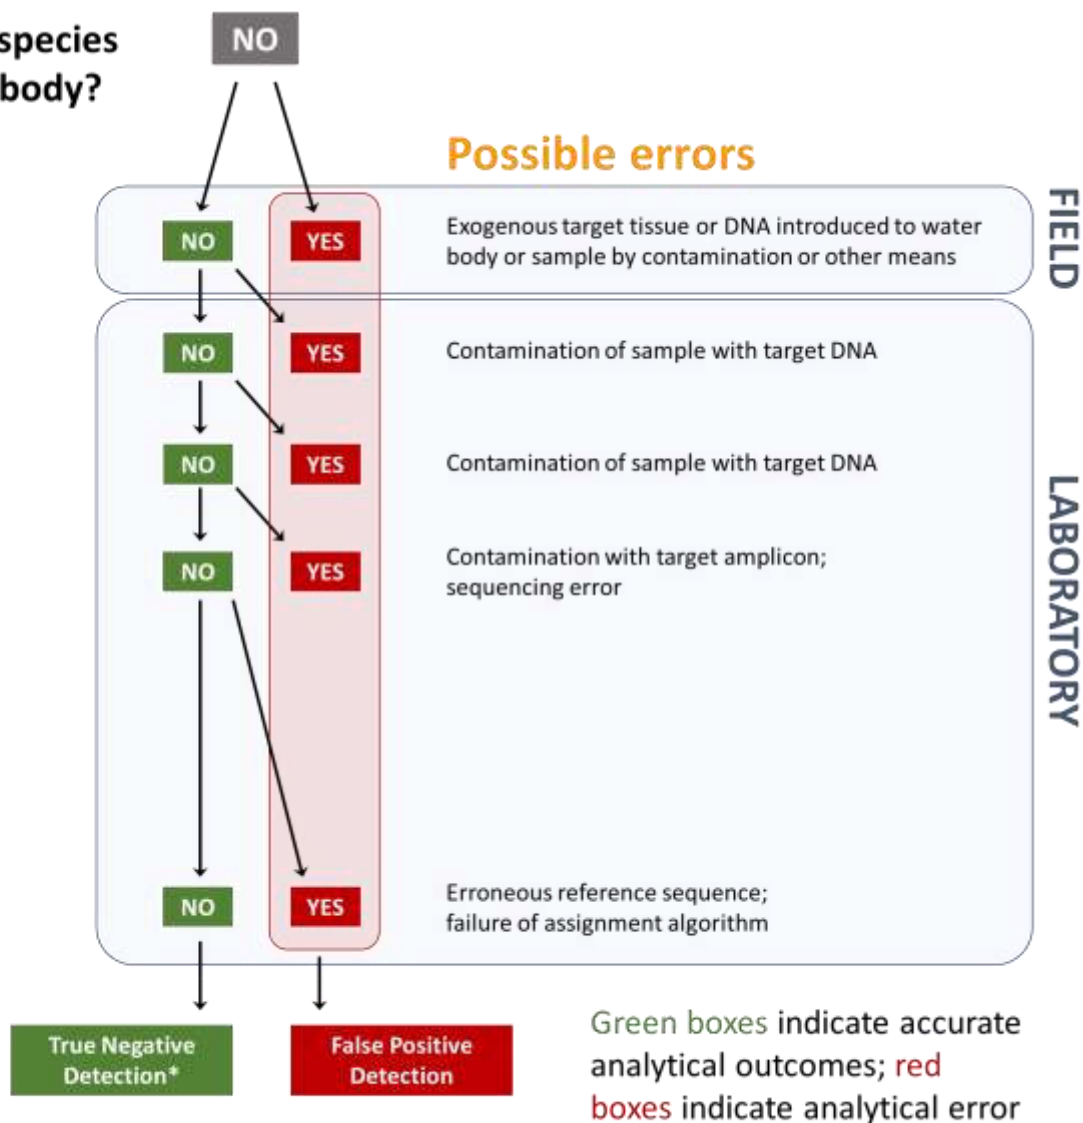 species
body?
NO
Possible errors
FIELD
NO
YES
Exogenous target tissue or DNA introduced to water
body or sample by contamination or other means
LABORATORY
NO
YES
Contamination of sample with target DNA
NO
YES
Contamination of sample with target DNA
NO
YES
Contamination with target amplicon;
sequencing error
NO
YES
Erroneous reference sequence;
failure of assignment algorithm
True Negative
Detection*
False Positive
Detection
Green boxes indicate accurate
analytical outcomes; red
boxes indicate analytical error